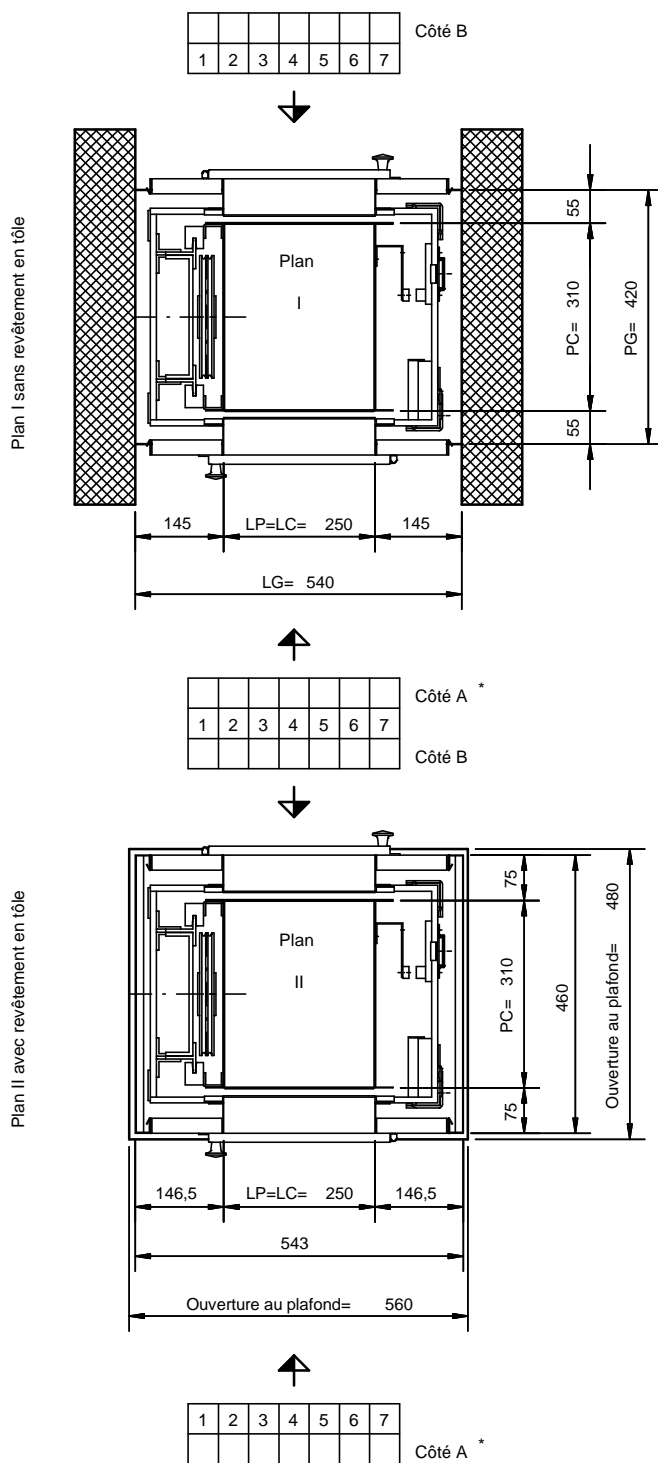 Côté B
1 2 3 4 5 6 7
Plan I sans revêtement en tôle
Plan
I
55
PC= 310
PG= 420
55
145
LP=LC= 250
145
LG= 540
Côté A *
1 2 3 4 5 6 7
Côté B
Plan II avec revêtement en tôle
Plan
II
75
PC= 310
460
Ouverture au plafond= 480
75
146,5
LP=LC= 250
146,5
543
Ouverture au plafond= 560
1 2 3 4 5 6 7
Côté A *